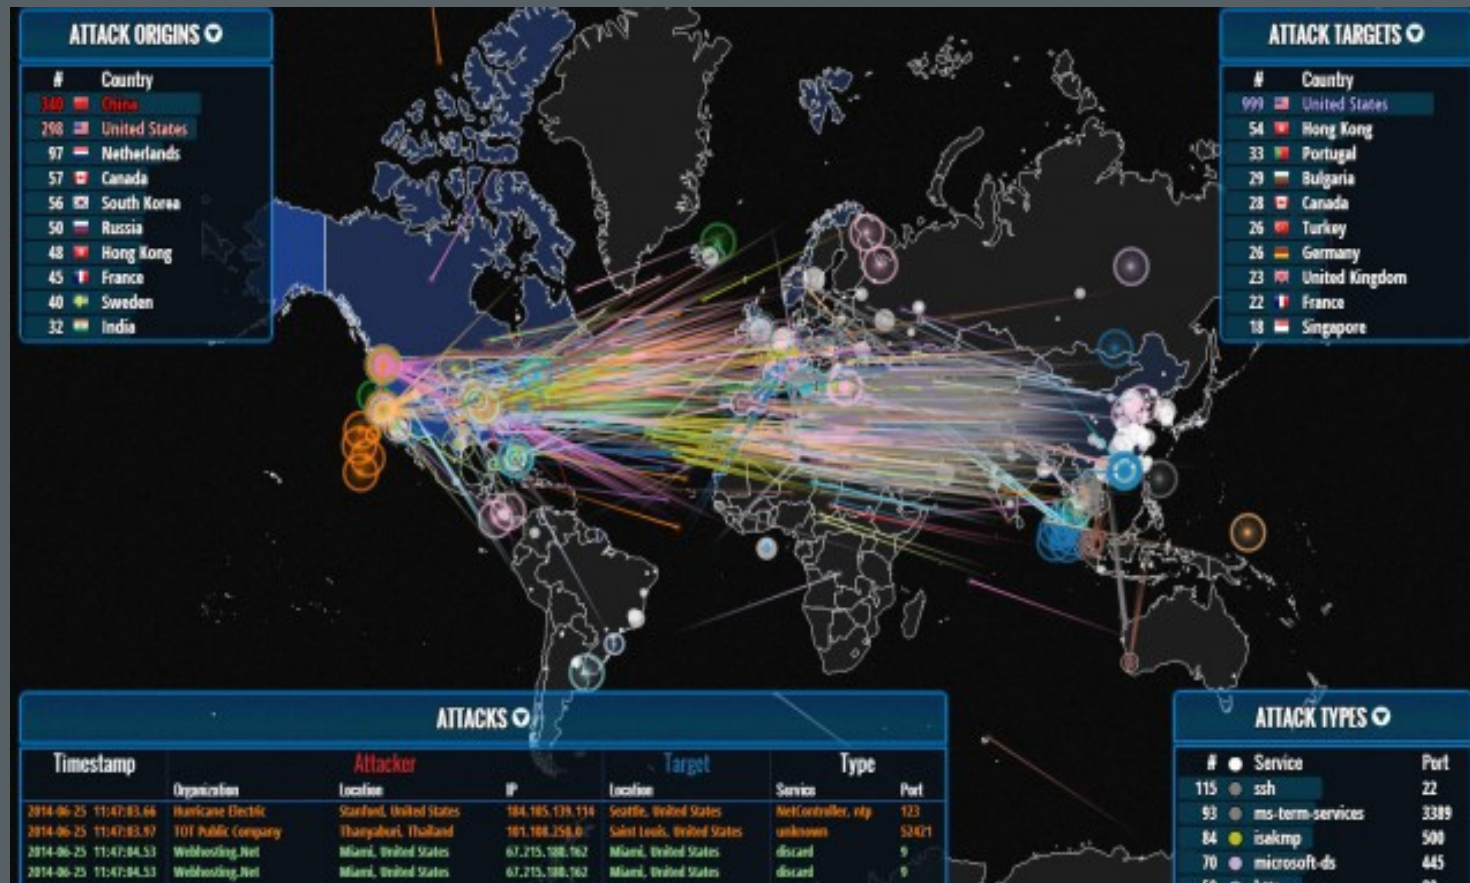 ATTACK ORIGINS
# Country
340 China
298 United States
97 Netherlands
57 Canada
56 South Korea
50 Russia
48 Hong Kong
45 France
40 Sweden
32 India
ATTACK TARGETS
# Country
999 United States
54 Hong Kong
33 Portugal
29 Bulgaria
28 Canada
26 Turkey
26 Germany
23 United Kingdom
22 France
18 Singapore
ATTACKS
Timestamp Attacker Target Type
Organization Location IP Location Service Port
2014-06-25 11:47:03.66 Hurricane Electric Stanford, United States 184.105.139.114 Seattle, United States NetController, ntp 123
2014-06-25 11:47:03.97 TOT Public Company Thanyaburi, Thailand Saint Louis, United States unknown 52421
2014-06-25 11:47:04.53 Webhosting.Net Miami, United States 67.215.180.162 Miami, United States discard 9
2014-06-25 11:47:04.53 Webhosting.Net Miami, United States 67.215.180.162 Miami, United States discard 9
ATTACK TYPES
# Service Port
115 ssh 22
93 ms-term-services 3389
84 isakmp 500
70 microsoft-ds 445